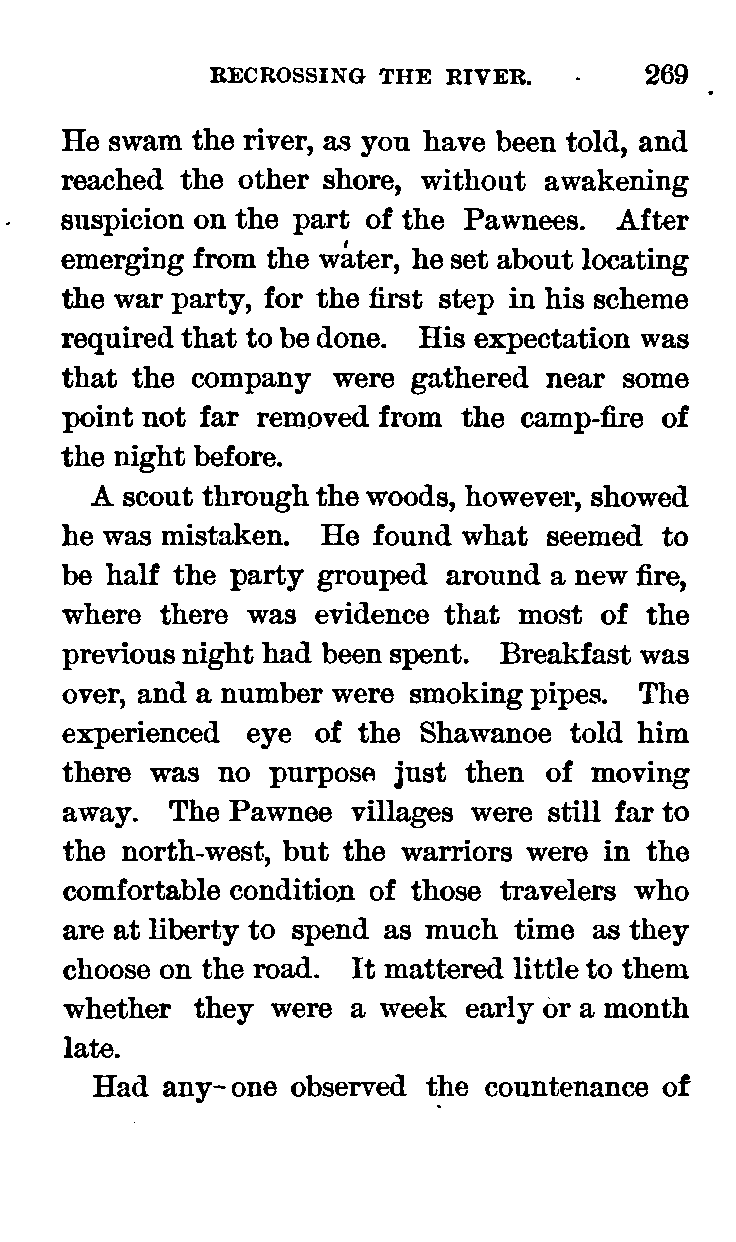 RECROSSING THE RIVER. 269
He swam the river, as you have been told, and
reached the other shore, without awakening
suspicion on the part of the Pawnees. After
emerging from the water, he set about locating
the war party, for the first step in his scheme
required that to be done. His expectation was
that the company were gathered near some
point not far removed from the camp-fire of
the night before.
A scout through the woods, however, showed
he was mistaken. He found what seemed to
be half the party grouped around a new fire,
where there was evidence that most of the
previous night had been spent. Breakfast was
over, and a number were smoking pipes. The
experienced eye of the Shawanoe told him
there was no purpose just then of moving
away. The Pawnee villages were still far to
the north-west, but the warriors were in the
comfortable condition of those travelers who
are at liberty to spend as much time as they
choose on the road. It mattered little to them
whether they were a week early or a month
late.
Had any-one observed the countenance of